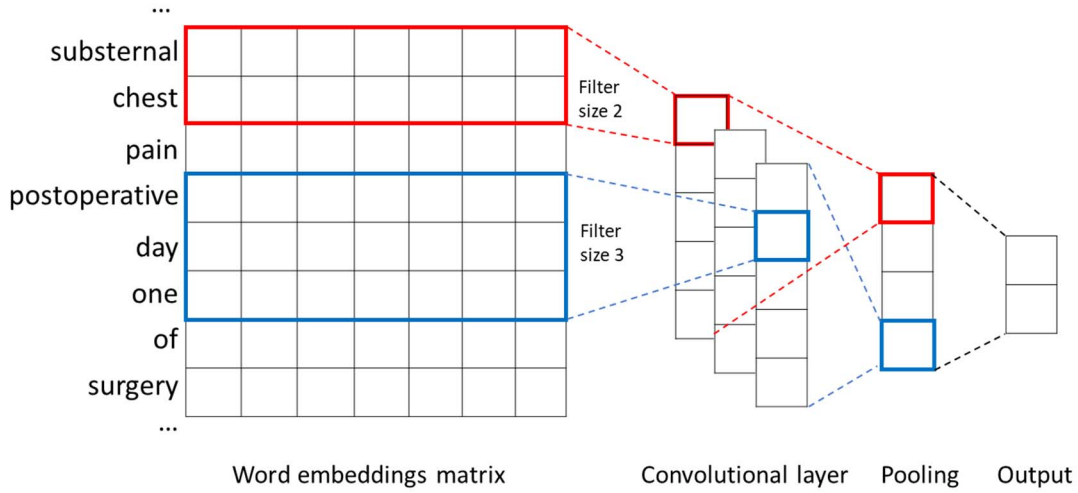 ...
substernal
chest
pain
postoperative
day
one
of
surgery
...
Filter
size 2
Filter
size 3
Word embeddings matrix
Convolutional layer
Pooling
Output